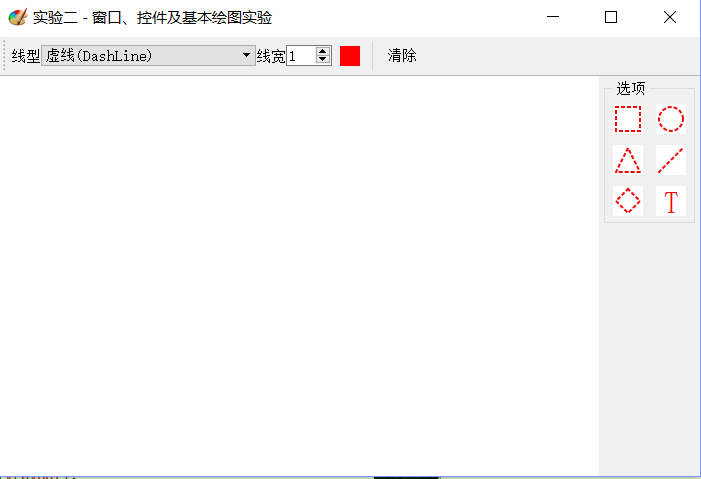 实验二 - 窗口、控件及基本绘图实验
线型 虚线(DashLine) 线宽 1 清除
选项
T